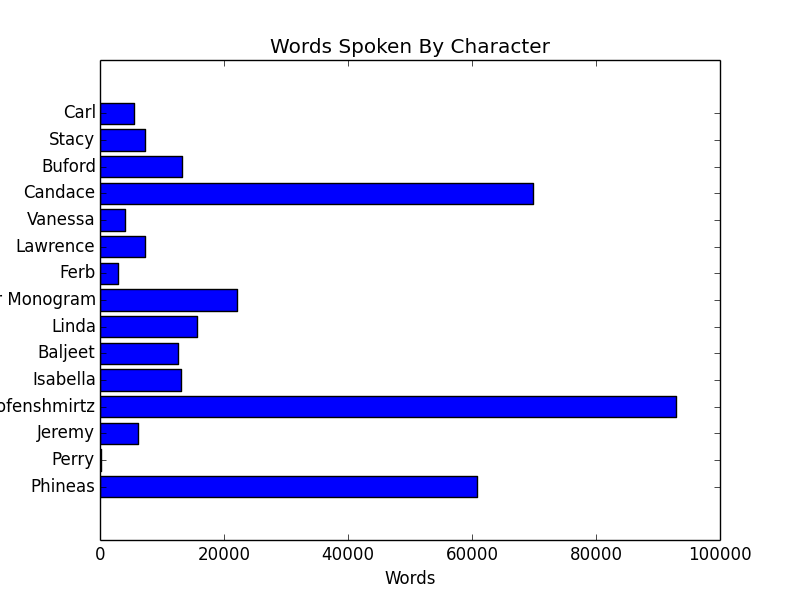 Words Spoken By Character
Carl
Stacy
Buford
Candace
Vanessa
Lawrence
Ferb
r Monogram
Linda
Baljeet
Isabella
ofenshmirtz
Jeremy
Perry
Phineas
0 20000 40000 60000 80000 100000
Words